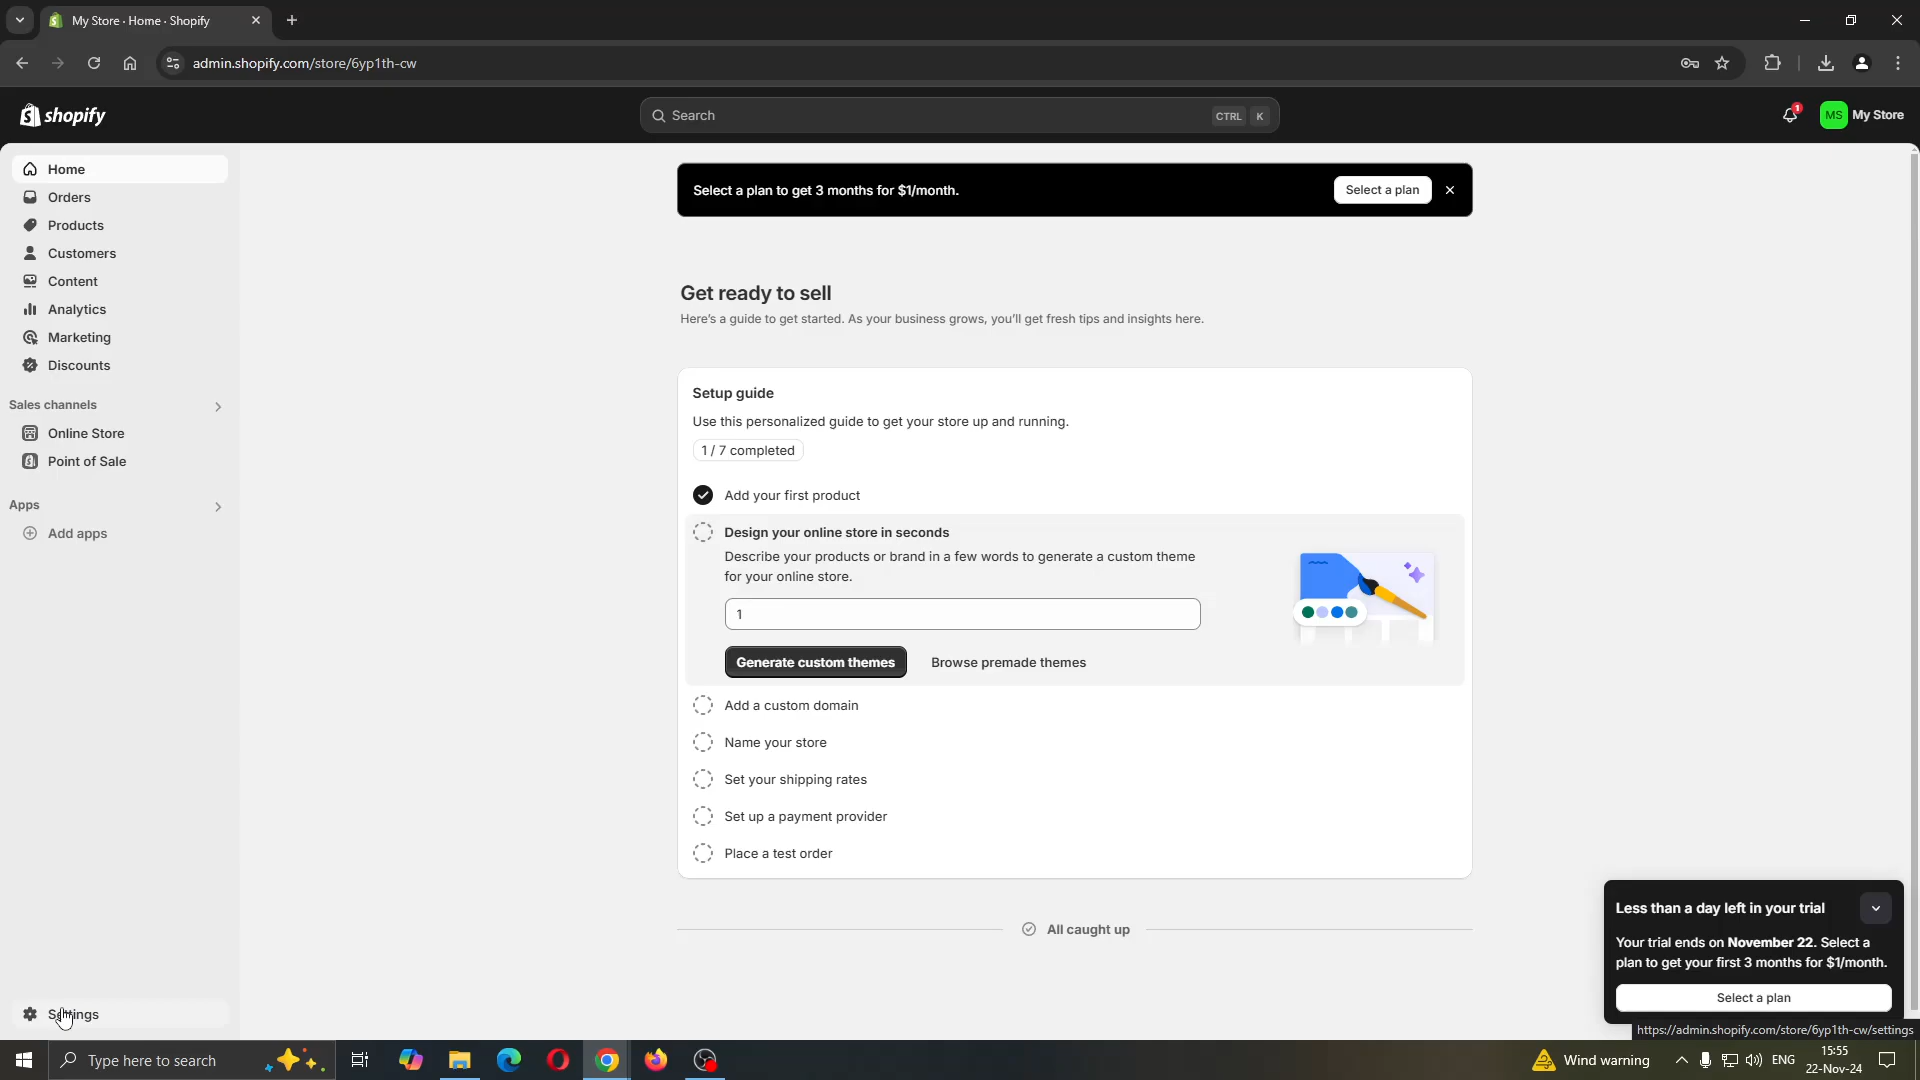 My Store · Home · Shopify
admin.shopify.com/store/6yp1th-cw
shopify
Search
CTRL K
1
MS My Store
Home
Orders
Products
Customers
Content
Analytics
Marketing
Discounts
Sales channels
Online Store
Point of Sale
Apps
Add apps
Settings
Select a plan to get 3 months for $1/month.
Select a plan
Get ready to sell
Here's a guide to get started. As your business grows, you'll get fresh tips and insights here.
Setup guide
Use this personalized guide to get your store up and running.
1 / 7 completed
Add your first product
Design your online store in seconds
Describe your products or brand in a few words to generate a custom theme
for your online store.
1
Generate custom themes
Browse premade themes
Add a custom domain
Name your store
Set your shipping rates
Set up a payment provider
Place a test order
All caught up
Less than a day left in your trial
Your trial ends on November 22. Select a
plan to get your first 3 months for $1/month.
Select a plan
https://admin.shopify.com/store/6yp1th-cw/settings
Type here to search
Wind warning
ENG
15:55
22-Nov-24